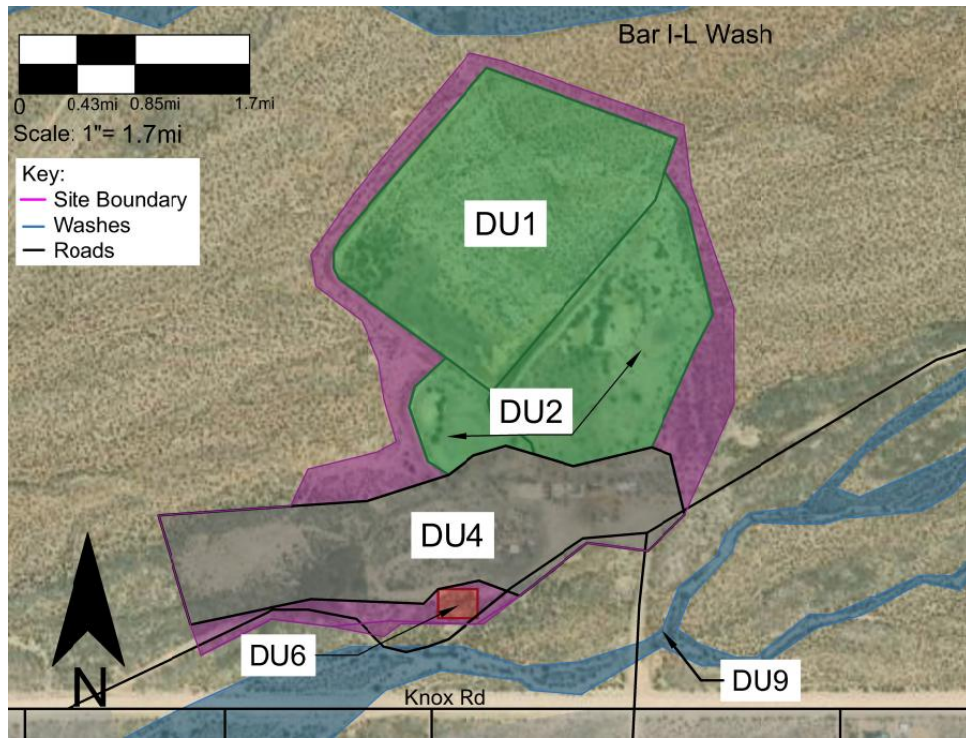 Bar I-L Wash
0 0.43mi 0.85mi 1.7mi
Scale: 1"= 1.7mi
Key:
Site Boundary
Washes
Roads
DU1
DU2
DU4
DU6
DU9
N
Knox Rd